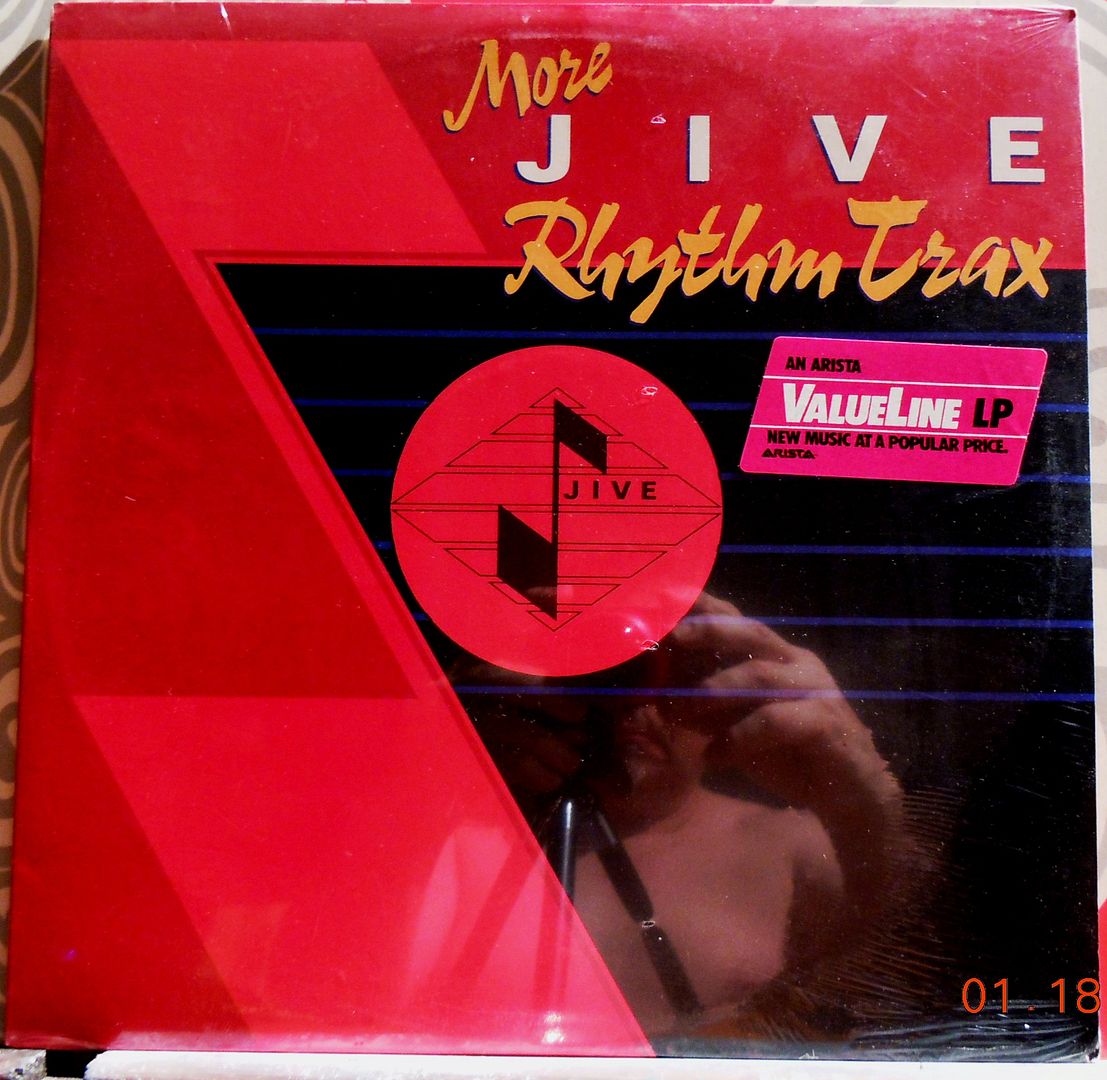 More
JIVE
Rhythm Trax
AN ARISTA
VALUELINE LP
NEW MUSIC AT A POPULAR PRICE.
ARISTA
JIVE
01.18